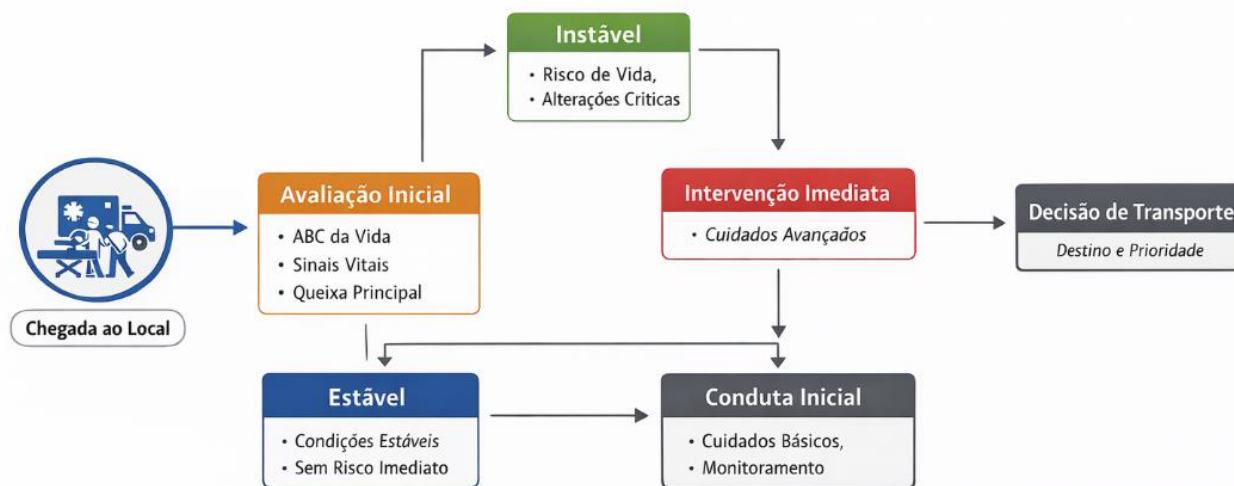 Instável
• Risco de Vida,
• Alterações Criticas
Avaliação Inicial
• ABC da Vida
• Sinais Vitais
• Queixa Principal
Intervenção Imediata
• Cuidados Avançados
Decisão de Transporte
Destino e Prioridade
Chegada ao Local
Estãvel
• Condições Estáveis
• Sem Risco Imediato
Conduta Inicial
• Cuidados Básicos,
• Monitoramento